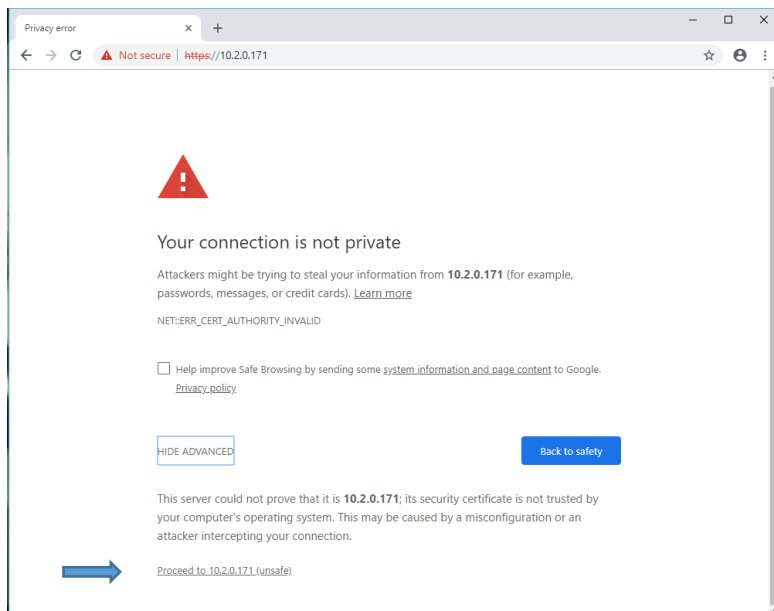 Privacy error
Not secure | https://10.2.0.171
Your connection is not private
Attackers might be trying to steal your information from 10.2.0.171 (for example,
passwords, messages, or credit cards). Learn more
NET::ERR_CERT_AUTHORITY_INVALID
Help improve Safe Browsing by sending some system information and page content to Google.
Privacy policy
HIDE ADVANCED
Back to safety
This server could not prove that it is 10.2.0.171; its security certificate is not trusted by
your computer's operating system. This may be caused by a misconfiguration or an
attacker intercepting your connection.
Proceed to 10.2.0.171 (unsafe)